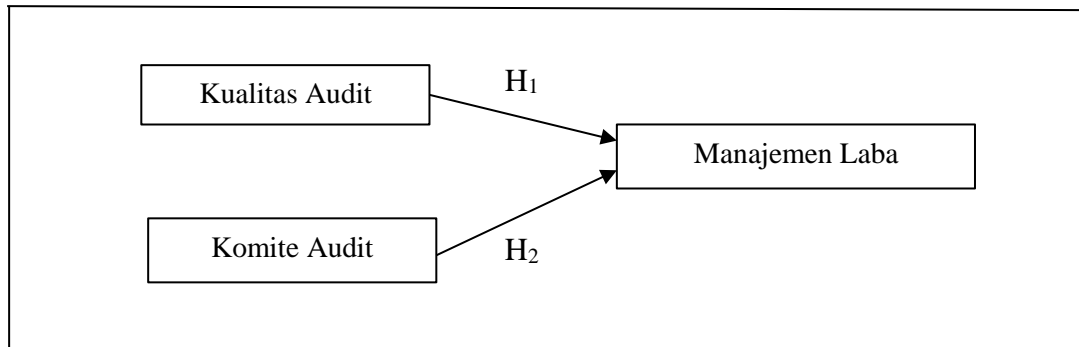 Kualitas Audit
H₁
Manajemen Laba
Komite Audit
H₂